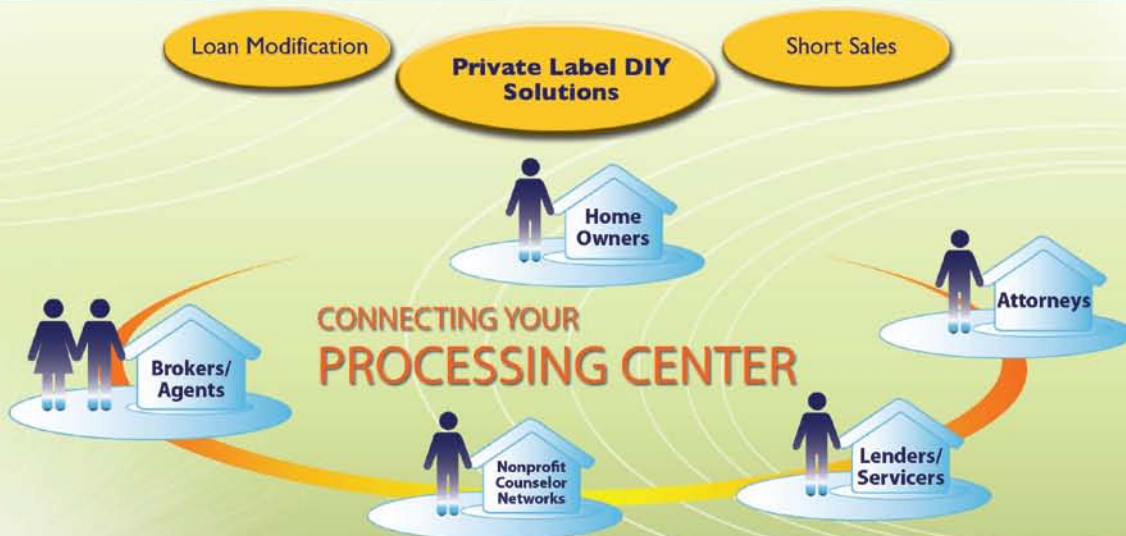 Loan Modification
Private Label DIY
Solutions
Short Sales
Home
Owners
Attorneys
CONNECTING YOUR
PROCESSING CENTER
Brokers/
Agents
Nonprofit
Counselor
Networks
Lenders/
Servicers